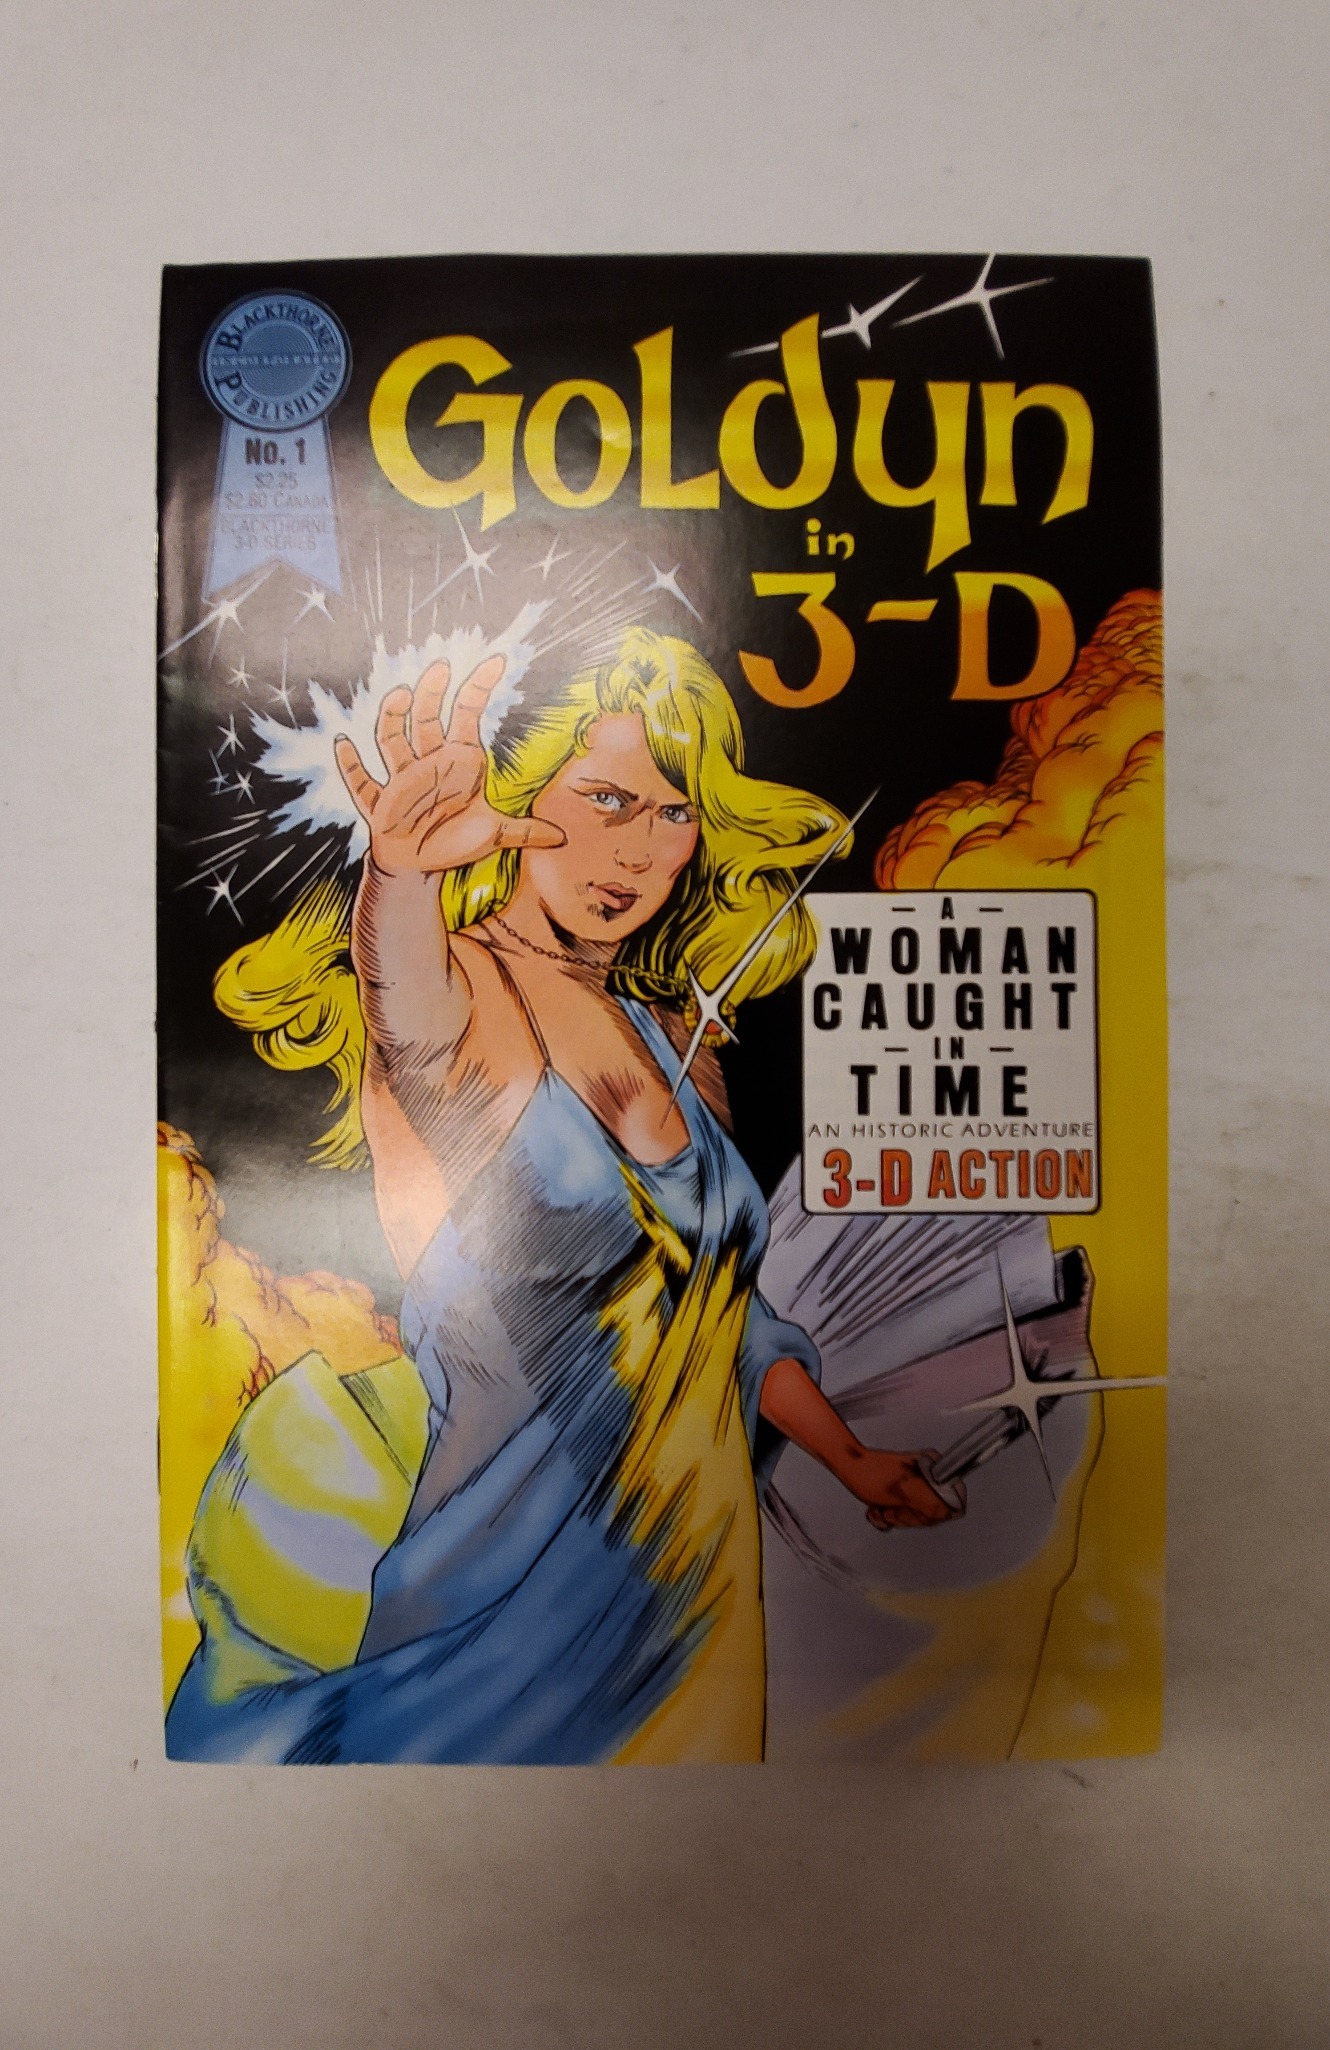 BLACKTHORNE
PUBLISHING
No. 1
$2.25
$2.80 CANADA
BLACKTHORNE
3-D SERIES
Goldyn
in
3-D
— A —
WOMAN
CAUGHT
— IN —
TIME
AN HISTORIC ADVENTURE
3-D ACTION